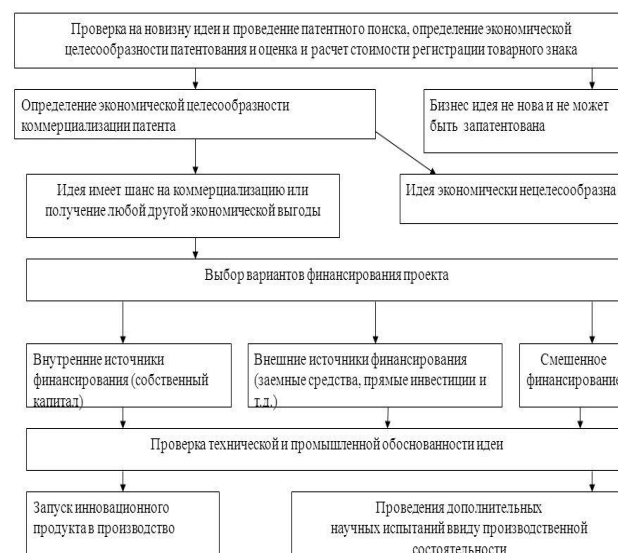 Проверка на новизну идеи и проведение патентного поиска, определение экономической
целесообразности патентования и оценка и расчет стоимости регистрации товарного знака
Определение экономической целесообразности
коммерциализации патента
Бизнес идея не нова и не может
быть запатентована
Идея имеет шанс на коммерциализацию или
получение любой другой экономической выгоды
Идея экономически нецелесообразна
Выбор вариантов финансирования проекта
Внутренние источники
финансирования (собственный
капитал)
Внешние источники финансирования
(заемные средства, прямые инвестиции и
т.д.)
Смешенное
финансирование
Проверка технической и промышленной обоснованности идеи
Запуск инновационного
продукта в производство
Проведения дополнительных
научных испытаний ввиду производственной
состоятельности